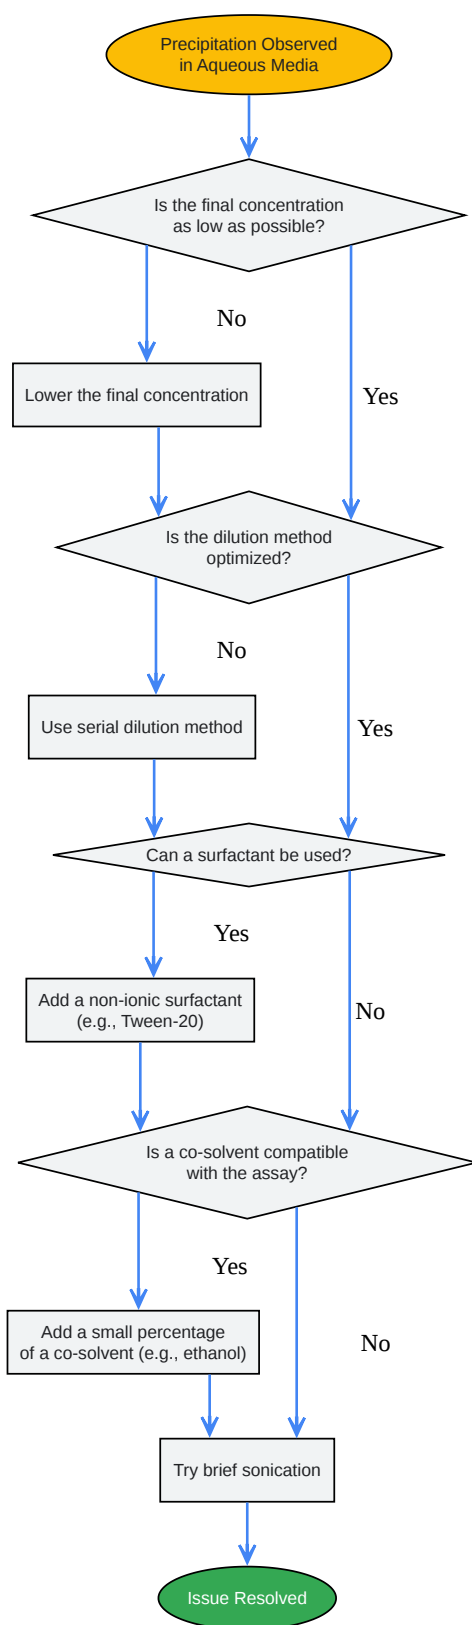 Precipitation Observed
in Aqueous Media
Is the final concentration
as low as possible?
No
Lower the final concentration
Yes
Is the dilution method
optimized?
No
Use serial dilution method
Yes
Can a surfactant be used?
Yes
Add a non-ionic surfactant
(e.g., Tween-20)
No
Is a co-solvent compatible
with the assay?
Yes
Add a small percentage
of a co-solvent (e.g., ethanol)
No
Try brief sonication
Issue Resolved